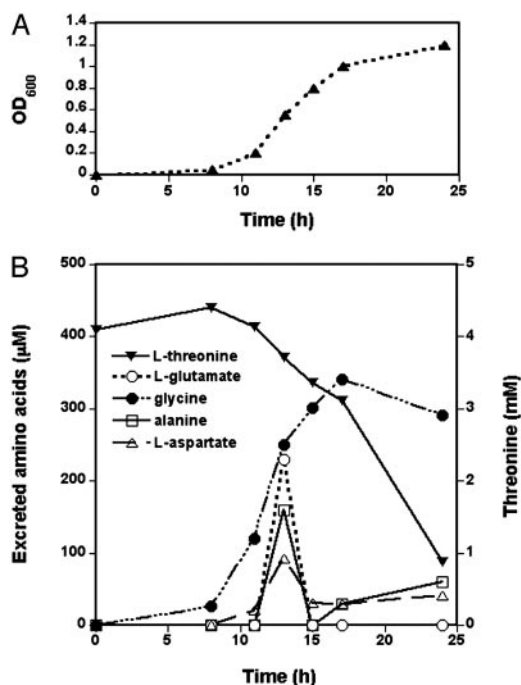 A
OD600
1.4
1.2
1
0.8
0.6
0.4
0.2
0
0 5 10 15 20 25
Time (h)
B
Excreted amino acids (μM)
500
400
300
200
100
0
L-threonine
L-glutamate
glycine
alanine
L-aspartate
5
4
3
2
1
0
Threonine (mM)
0 5 10 15 20 25
Time (h)